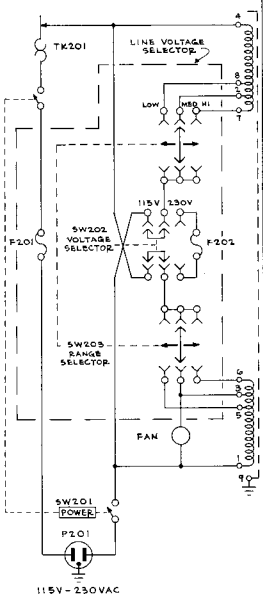 4
TK201
LINE VOLTAGE
SELECTOR
8
LOW
MED
HI
7
115V
230V
SW202
VOLTAGE
SELECTOR
F201
F202
SW203
RANGE
SELECTOR
6
5
FAN
1
9
SW201
POWER
P201
115V-230VAC